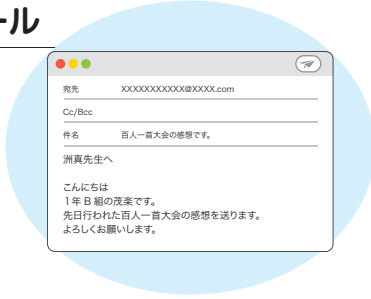 ール
宛先 XXXXXXXXXXX@XXXX.com
Cc/Bcc
件名 百人一首大会の感想です。
洲真先生へ
こんにちは
1年B組の茂楽です。
先日行われた百人一首大会の感想を送ります。
よろしくお願いします。